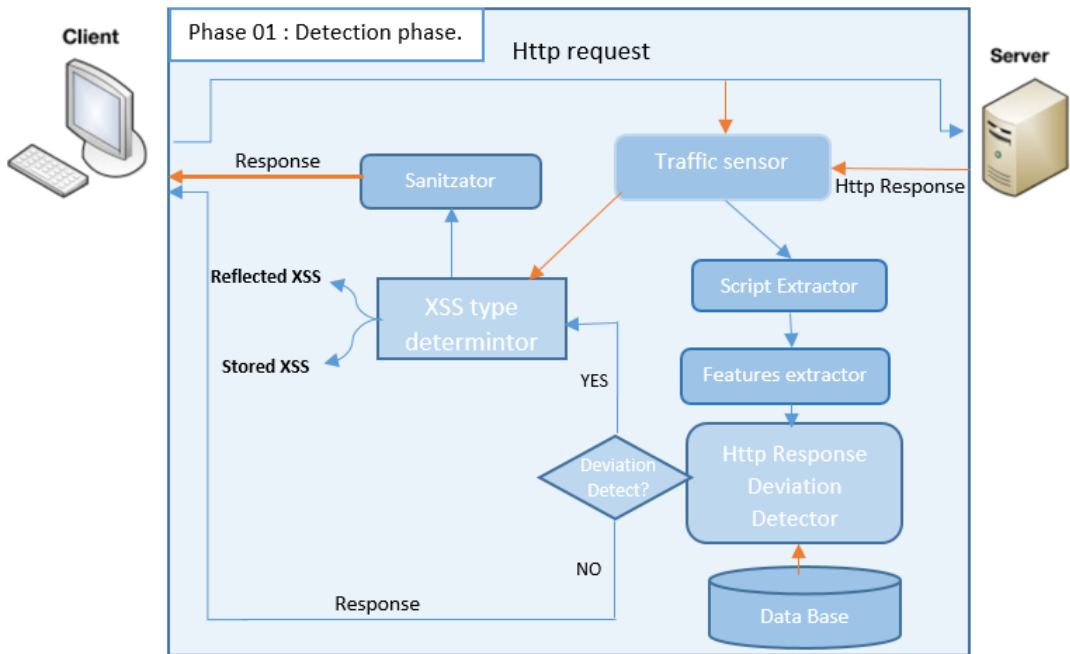 Phase 01 : Detection phase.
Client
Http request
Server
Response
Sanitzator
Traffic sensor
Http Response
Reflected XSS
XSS type
determintor
Stored XSS
Script Extractor
Features extractor
YES
Deviation
Detect?
Http Response
Deviation
Detector
NO
Response
Data Base